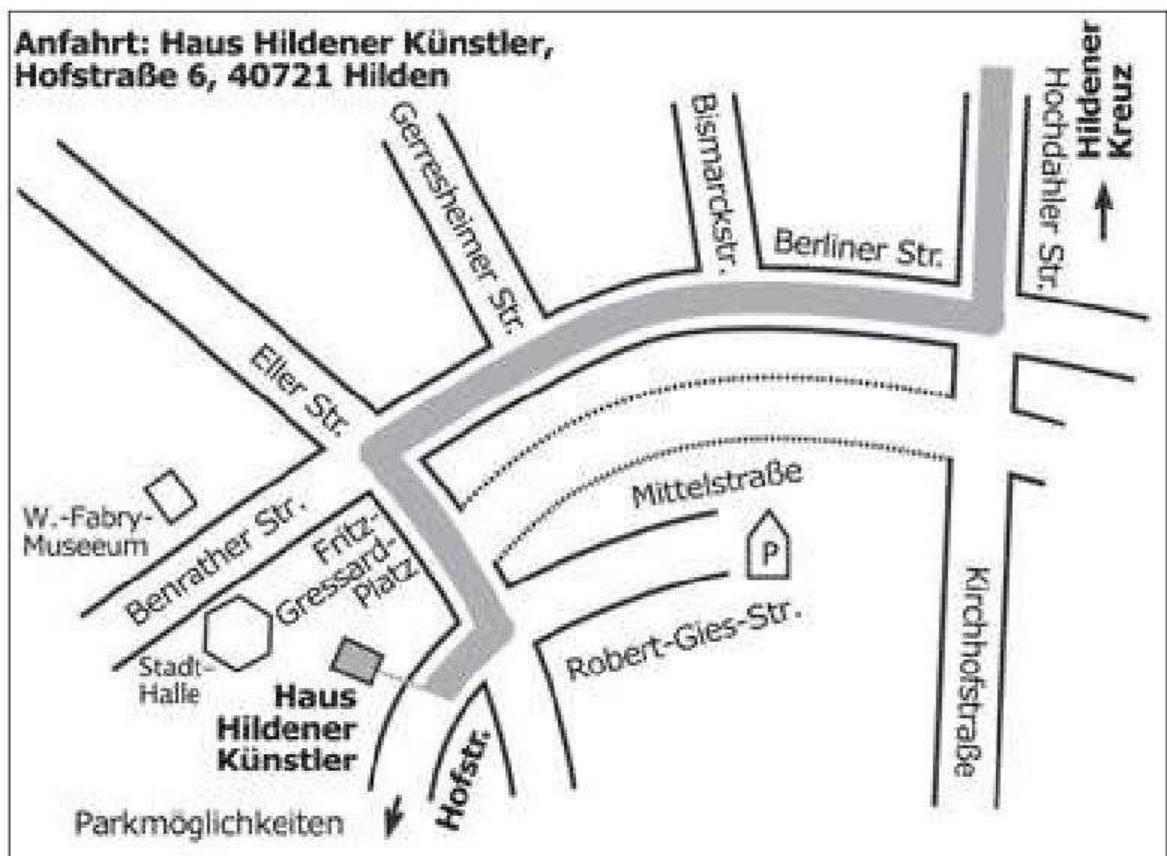 Anfahrt: Haus Hildener Künstler,
Hofstraße 6, 40721 Hilden
Gerresheimer Str.
Bismarckstr.
Berliner Str.
Hochdahler Str.
Hildener
Kreuz
Eller Str.
W.-Fabry-
Museeum
Benrather Str.
Fritz-
Gressard-
Platz
Mittelstraße
P
Robert-Gies-Str.
Kirchhofstraße
Stadt-
Halle
Haus
Hildener
Künstler
Hofstr.
Parkmöglichkeiten